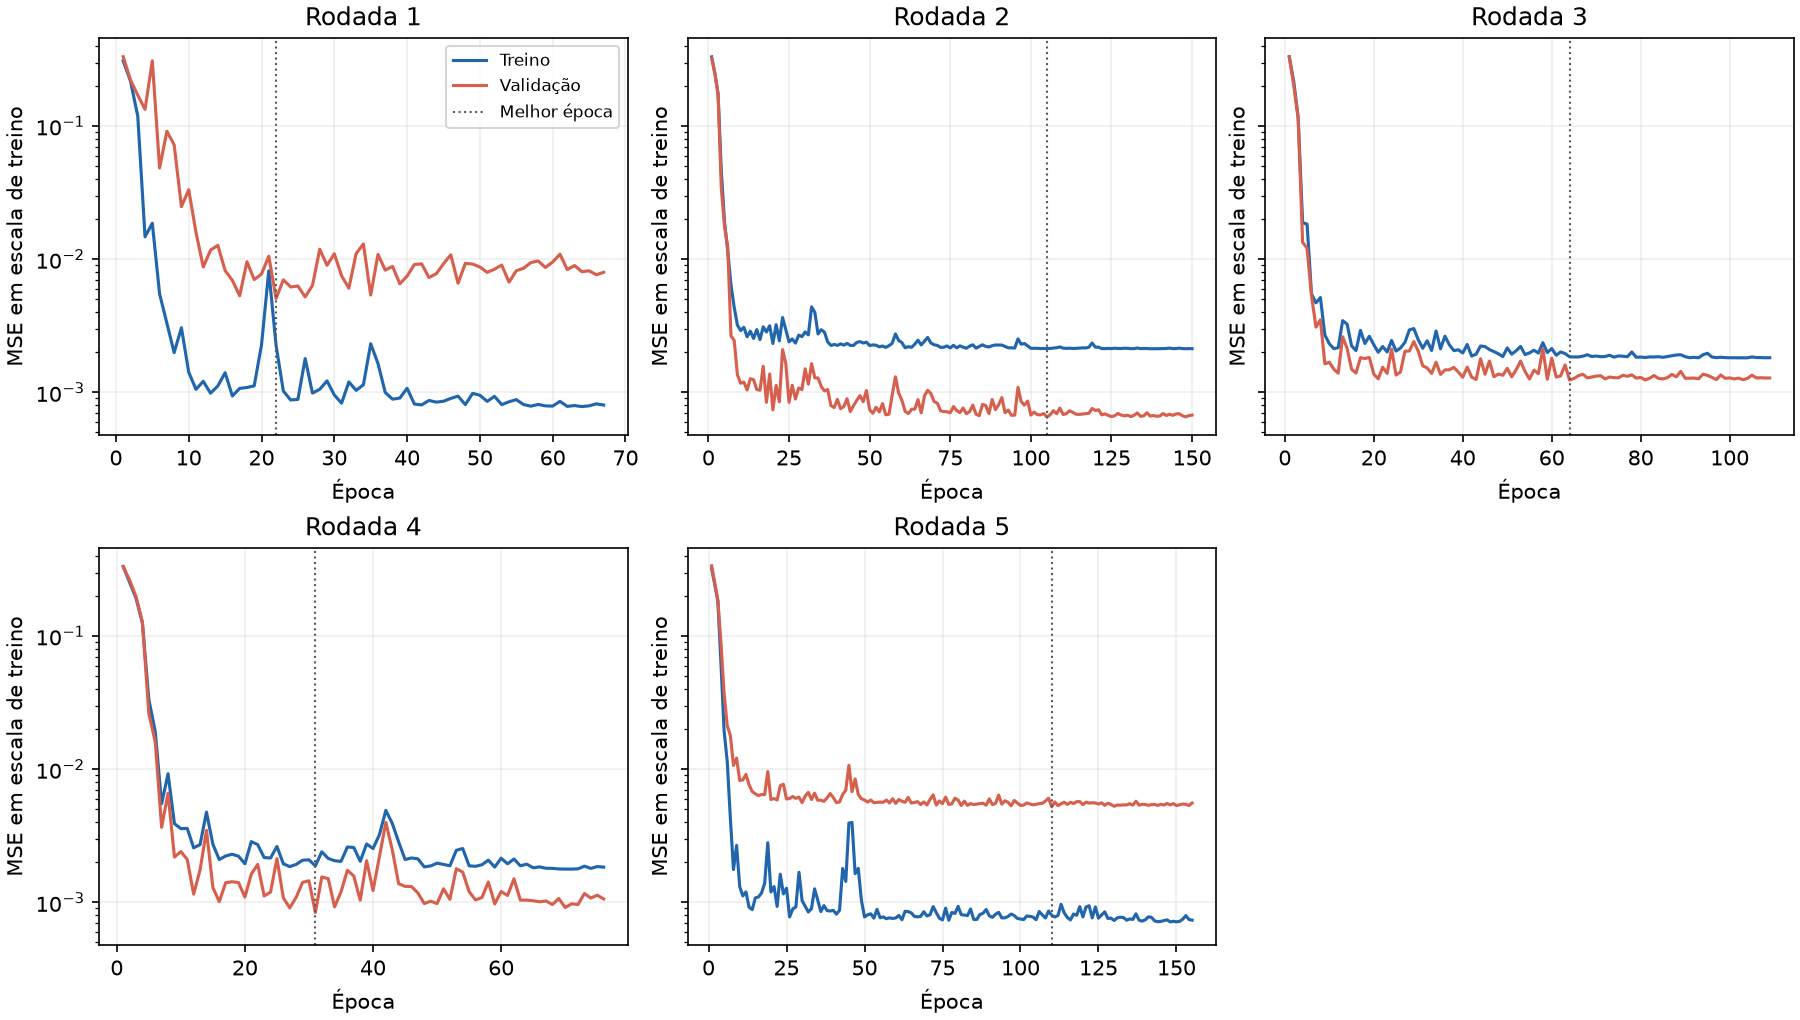 Rodada 1
MSE em escala de treino
10⁻¹
10⁻²
10⁻³
Treino
Validação
Melhor época
0 10 20 30 40 50 60 70
Época
Rodada 2
MSE em escala de treino
0 25 50 75 100 125 150
Época
Rodada 3
MSE em escala de treino
0 20 40 60 80 100
Época
Rodada 4
MSE em escala de treino
10⁻¹
10⁻²
10⁻³
0 20 40 60
Época
Rodada 5
MSE em escala de treino
0 25 50 75 100 125 150
Época